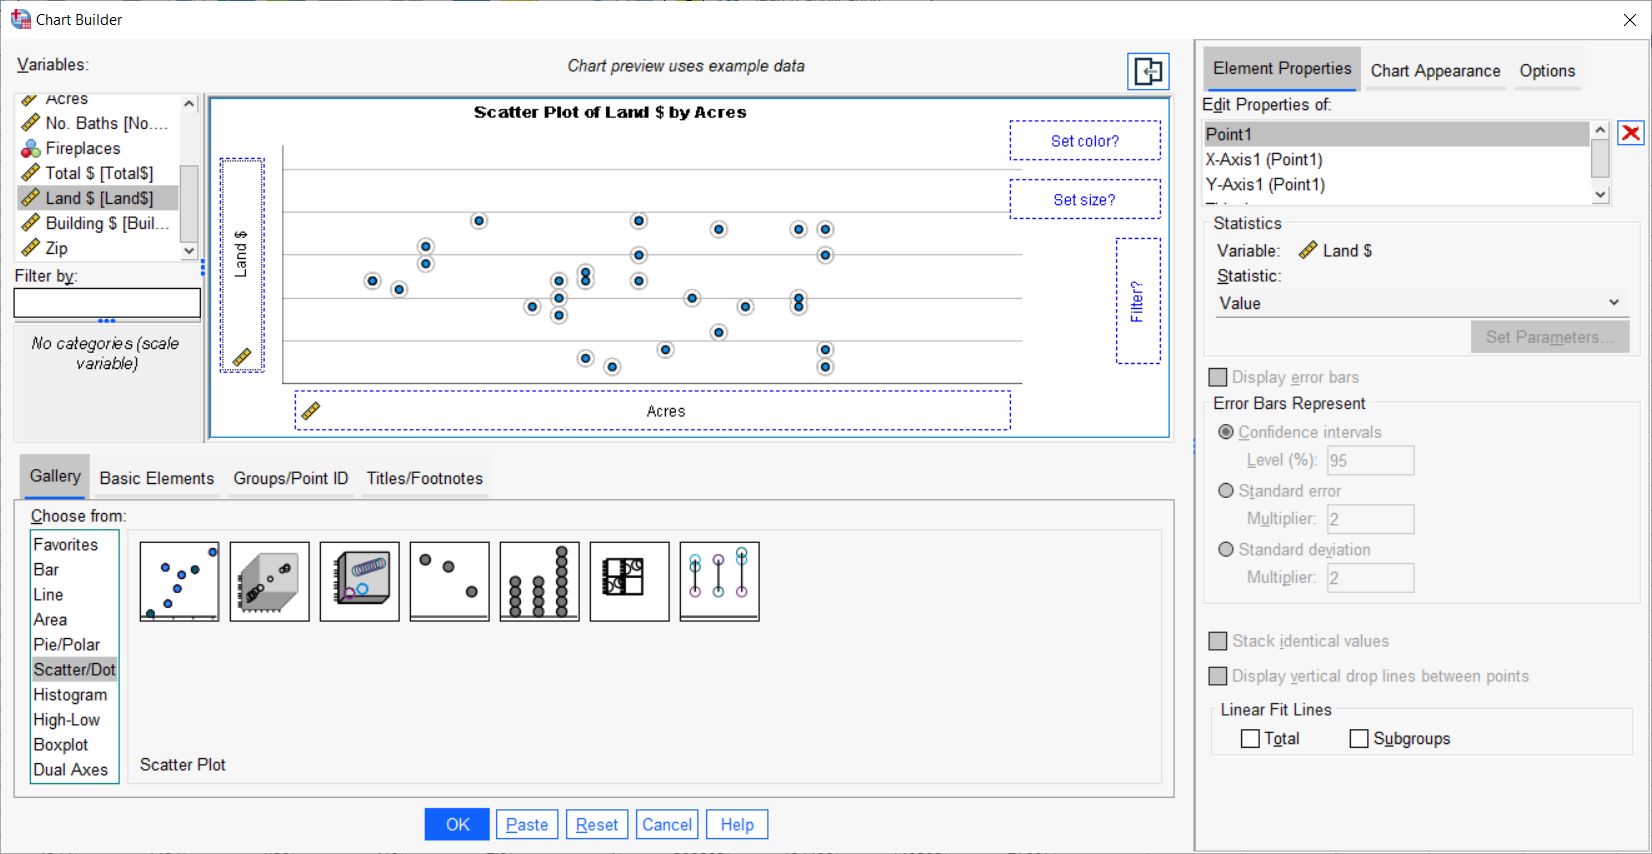 Chart Builder
Variables:
Chart preview uses example data
Acres
No. Baths [No....
Fireplaces
Total $ [Total$]
Land $ [Land$]
Building $ [Buil...
Zip
Filter by:
No categories (scale
variable)
Scatter Plot of Land $ by Acres
Set color?
Set size?
Filter?
Land $
Acres
Gallery
Basic Elements
Groups/Point ID
Titles/Footnotes
Choose from:
Favorites
Bar
Line
Area
Pie/Polar
Scatter/Dot
Histogram
High-Low
Boxplot
Dual Axes
Scatter Plot
OK
Paste
Reset
Cancel
Help
Element Properties
Chart Appearance
Options
Edit Properties of:
Point1
X-Axis1 (Point1)
Y-Axis1 (Point1)
Statistics
Variable: Land $
Statistic:
Value
Set Parameters...
Display error bars
Error Bars Represent
Confidence intervals
Level (%): 95
Standard error
Multiplier: 2
Standard deviation
Multiplier: 2
Stack identical values
Display vertical drop lines between points
Linear Fit Lines
Total
Subgroups